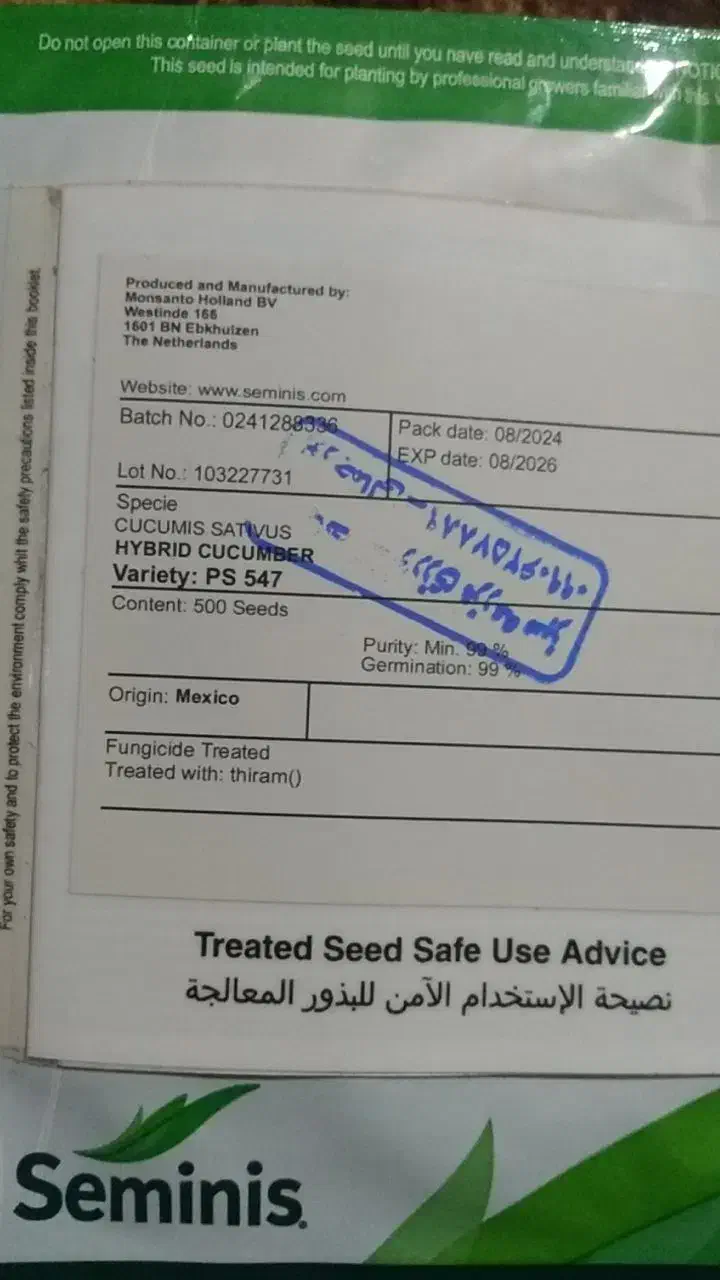 Do not open this container or plant the seed until you nave read and understand
This seed is intended for planting by professional growers familiar with this
For your own safety and to protect the environment comply whit the safety precautions listed inside this booklet.
Produced and Manufactured by:
Monsanto Holland BV
Westinde 166
1601 BN Ebkhuizen
The Netherlands
Website: www.seminis.com
Batch No.: 0241288336
Pack date: 08/2024
EXP date: 08/2026
Lot No.: 103227731
Specie
CUCUMIS SATIVUS
HYBRID CUCUMBER
Variety: PS 547
Content: 500 Seeds
Purity: Min. 99 %
Germination: 99 %
Origin: Mexico
Fungicide Treated
Treated with: thiram()
Treated Seed Safe Use Advice
نصيحة الإستخدام الآمن للبذور المعالجة
Seminis.